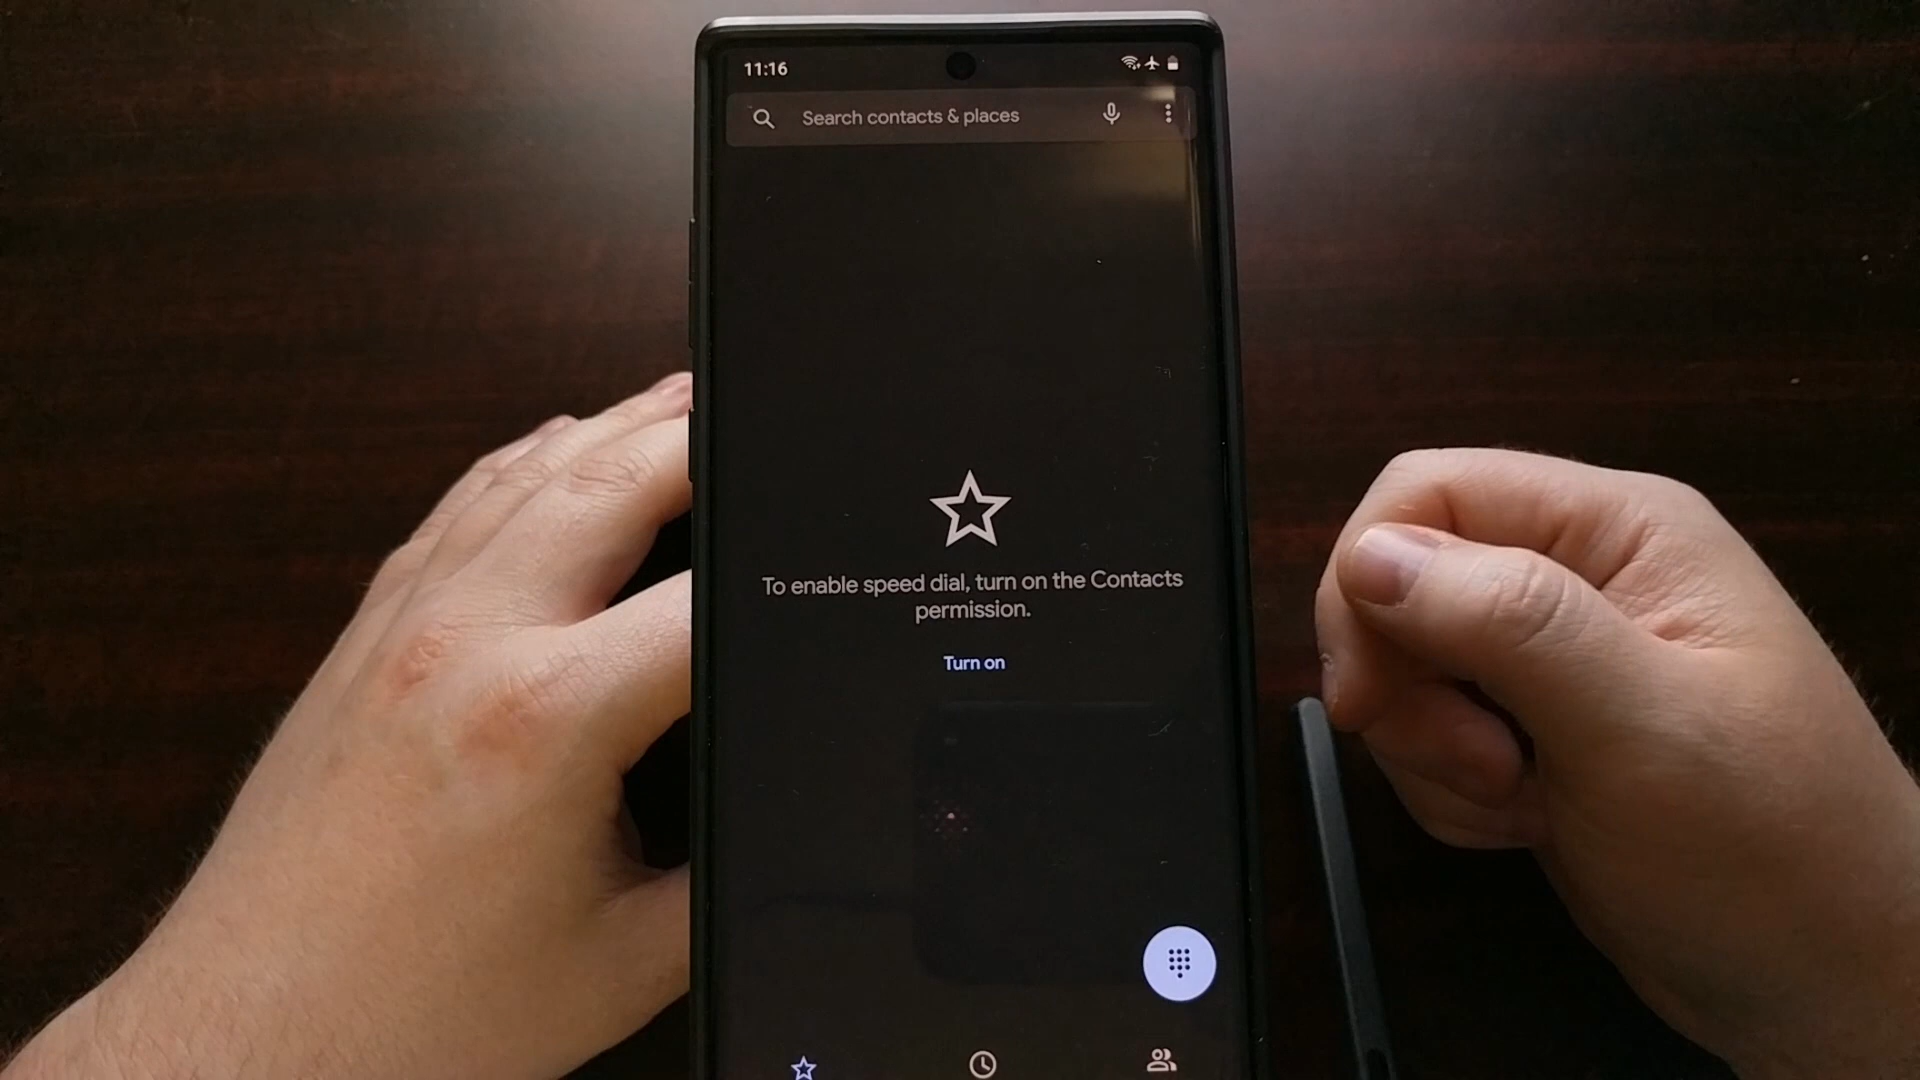 11:16
Search contacts & places
To enable speed dial, turn on the Contacts
permission.
Turn on